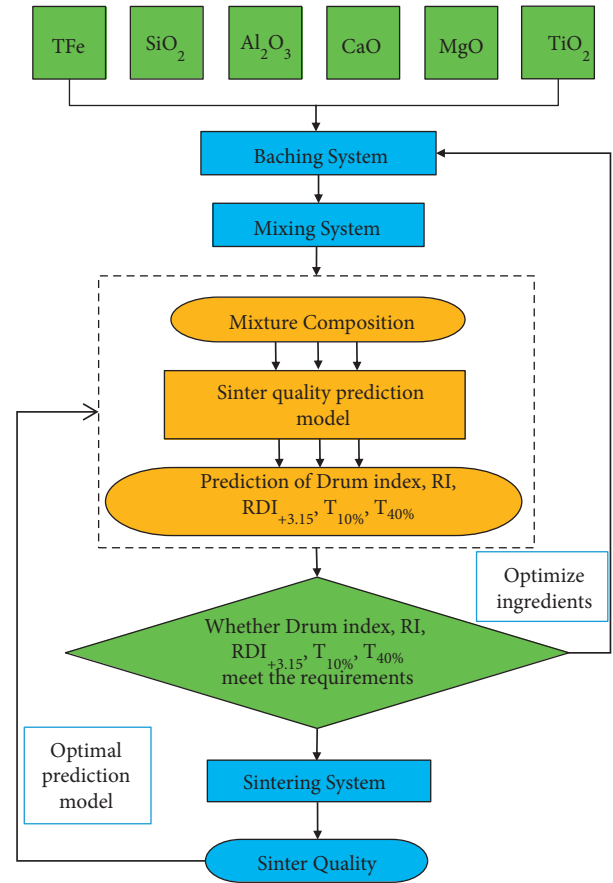 TFe
SiO₂
Al₂O₃
CaO
MgO
TiO₂
Baching System
Mixing System
Mixture Composition
Sinter quality prediction
model
Prediction of Drum index, RI,
RDI₊₃.₁₅, T₁₀%, T₄₀%
Optimize
ingredients
Whether Drum index, RI,
RDI₊₃.₁₅, T₁₀%, T₄₀%
meet the requirements
Optimal
prediction
model
Sintering System
Sinter Quality